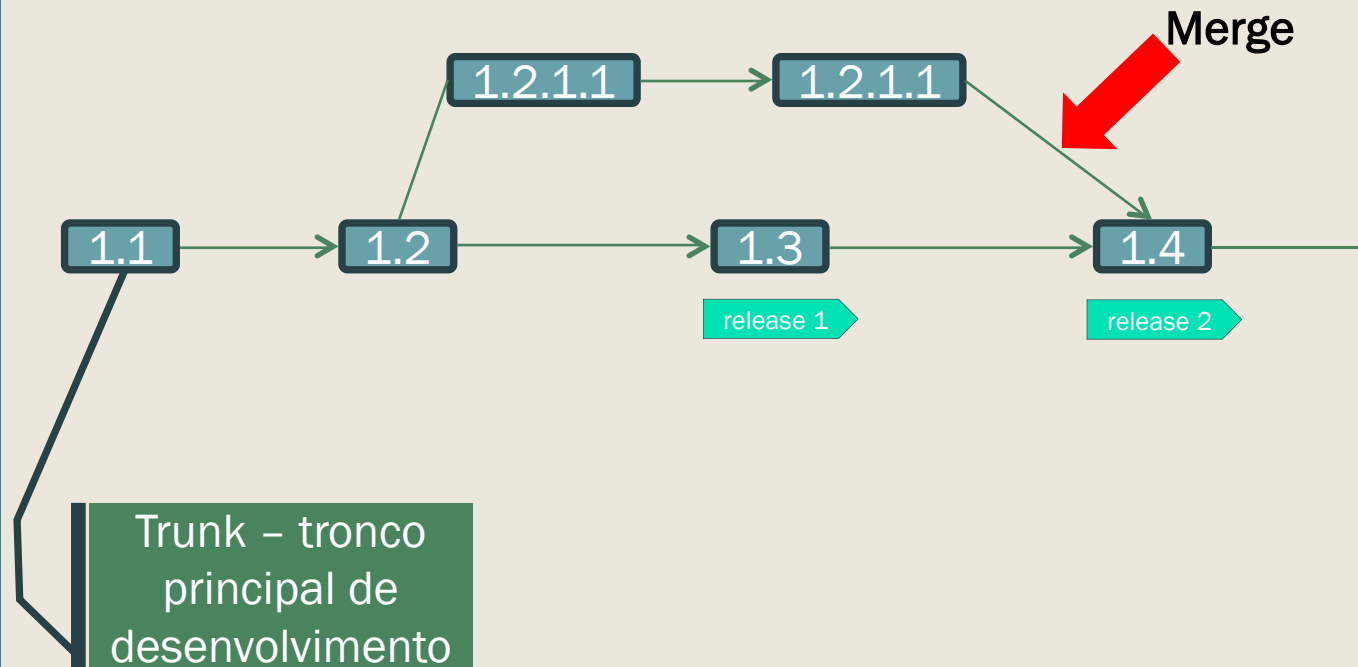 Merge
1.2.1.1
1.2.1.1
1.1
1.2
1.3
1.4
release 1
release 2
Trunk – tronco
principal de
desenvolvimento